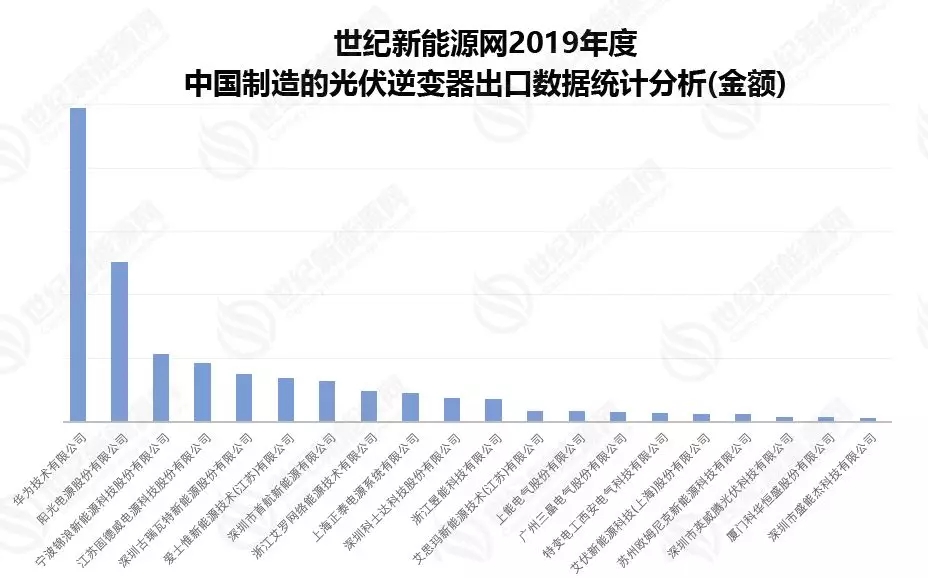 世纪新能源网2019年度
中国制造的光伏逆变器出口数据统计分析(金额)
华为技术有限公司
阳光电源股份有限公司
宁波锦浪新能源科技股份有限公司
江苏固德威电源科技股份有限公司
深圳古瑞瓦特新能源股份有限公司
爱士惟新能源技术(江苏)有限公司
深圳市首航新能源有限公司
浙江艾罗网络能源技术有限公司
上海正泰电源系统有限公司
深圳科士达科技股份有限公司
浙江昱能科技有限公司
艾思玛新能源技术(江苏)有限公司
上能电气股份有限公司
广州三晶电气股份有限公司
特变电工西安电气科技有限公司
艾伏新能源科技(上海)股份有限公司
苏州欧姆尼克新能源科技有限公司
深圳市英威腾光伏科技有限公司
厦门科华恒盛股份有限公司
深圳市盛能杰科技有限公司
世纪新能源网